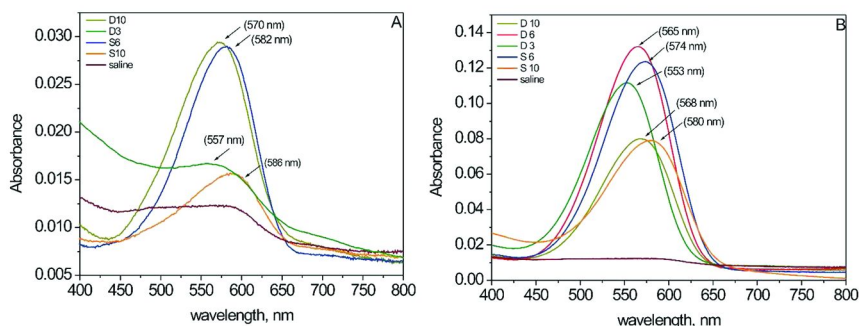 A
D10
D3
S6
S10
saline
(570 nm)
(582 nm)
(557 nm)
(586 nm)
0.030
0.025
0.020
0.015
0.010
0.005
Absorbance
400 450 500 550 600 650 700 750 800
wavelength, nm
B
D 10
D 6
D 3
S 6
S 10
saline
(565 nm)
(574 nm)
(553 nm)
(568 nm)
(580 nm)
0.14
0.12
0.10
0.08
0.06
0.04
0.02
0.00
Absorbance
400 450 500 550 600 650 700 750 800
wavelength, nm